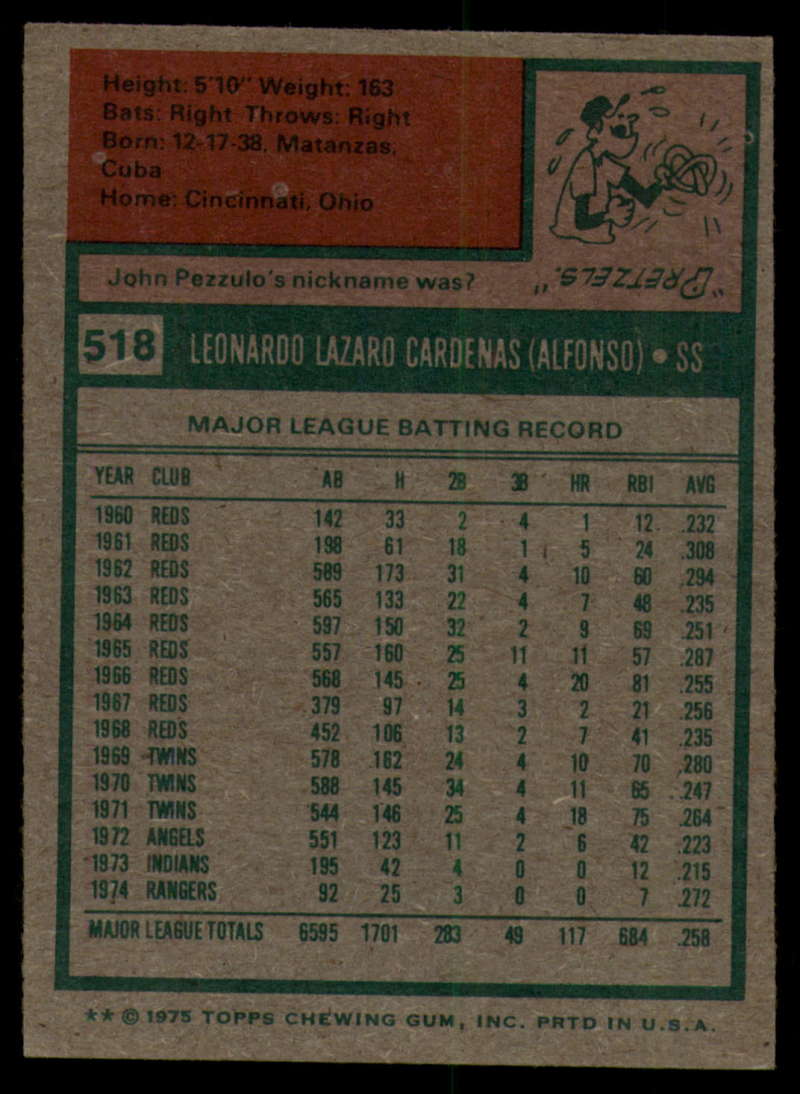 Height: 5'10" Weight: 163
Bats: Right Throws: Right
Born: 12-17-38, Matanzas,
Cuba
Home: Cincinnati, Ohio
John Pezzulo's nickname was?
"PRETZELS."
518 LEONARDO LAZARO CARDENAS (ALFONSO) • SS
MAJOR LEAGUE BATTING RECORD
YEAR CLUB AB H 2B 3B HR RBI AVG
1960 REDS 142 33 2 4 1 12 .232
1961 REDS 198 61 18 1 5 24 .308
1962 REDS 589 173 31 4 10 60 .294
1963 REDS 565 133 22 4 7 48 .235
1964 REDS 597 150 32 2 9 69 .251
1965 REDS 557 160 25 11 11 57 .287
1966 REDS 568 145 25 4 20 81 .255
1967 REDS 379 97 14 3 2 21 .256
1968 REDS 452 106 13 2 7 41 .235
1969 TWINS 578 162 24 4 10 70 .280
1970 TWINS 588 145 34 4 11 65 .247
1971 TWINS 544 146 25 4 18 75 .264
1972 ANGELS 551 123 11 2 6 42 .223
1973 INDIANS 195 42 4 0 0 12 .215
1974 RANGERS 92 25 3 0 0 7 .272
MAJOR LEAGUE TOTALS 6595 1701 283 49 117 684 .258
** © 1975 TOPPS CHEWING GUM, INC. PRTD IN U.S.A.